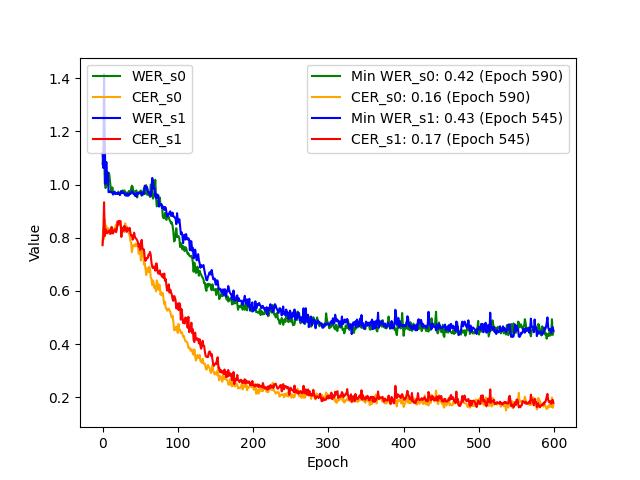 WER_s0
CER_s0
WER_s1
CER_s1
Min WER_s0: 0.42 (Epoch 590)
CER_s0: 0.16 (Epoch 590)
Min WER_s1: 0.43 (Epoch 545)
CER_s1: 0.17 (Epoch 545)
1.4
1.2
1.0
0.8
0.6
0.4
0.2
Value
0 100 200 300 400 500 600
Epoch